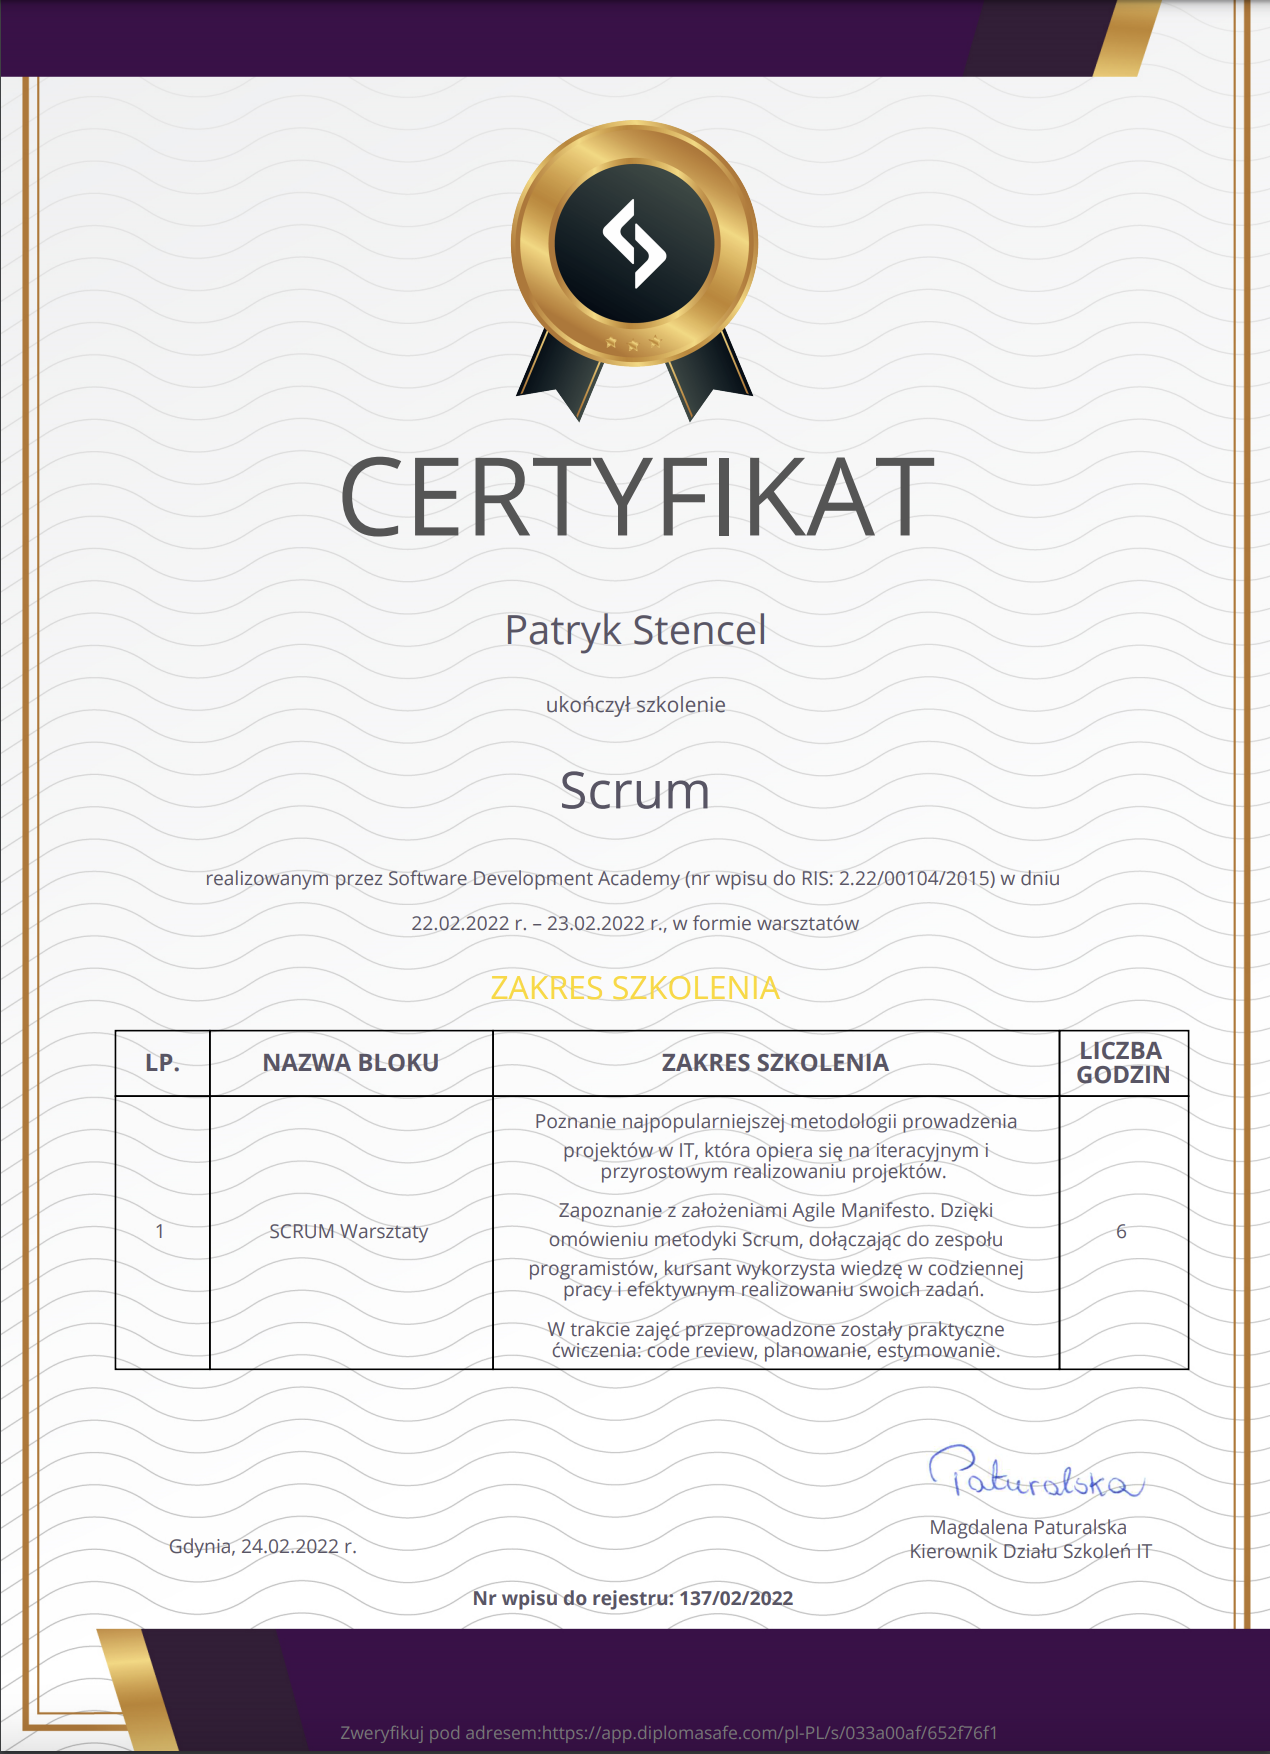 CERTYFIKAT
Patryk Stencel
ukończył szkolenie
Scrum
realizowanym przez Software Development Academy (nr wpisu do RIS: 2.22/00104/2015) w dniu
22.02.2022 r. – 23.02.2022 r., w formie warsztatów
ZAKRES SZKOLENIA
LP.
NAZWA BLOKU
ZAKRES SZKOLENIA
LICZBA
GODZIN
1
SCRUM Warsztaty
Poznanie najpopularniejszej metodologii prowadzenia
projektów w IT, która opiera się na iteracyjnym i
przyrostowym realizowaniu projektów.
Zapoznanie z założeniami Agile Manifesto. Dzięki
omówieniu metodyki Scrum, dołączając do zespołu
programistów, kursant wykorzysta wiedzę w codziennej
pracy i efektywnym realizowaniu swoich zadań.
W trakcie zajęć przeprowadzone zostały praktyczne
ćwiczenia: code review, planowanie, estymowanie.
6
Paturalska
Magdalena Paturalska
Kierownik Działu Szkoleń IT
Gdynia, 24.02.2022 r.
Nr wpisu do rejestru: 137/02/2022
Zweryfikuj pod adresem:https://app.diplomasafe.com/pl-PL/s/033a00af/652f76f1